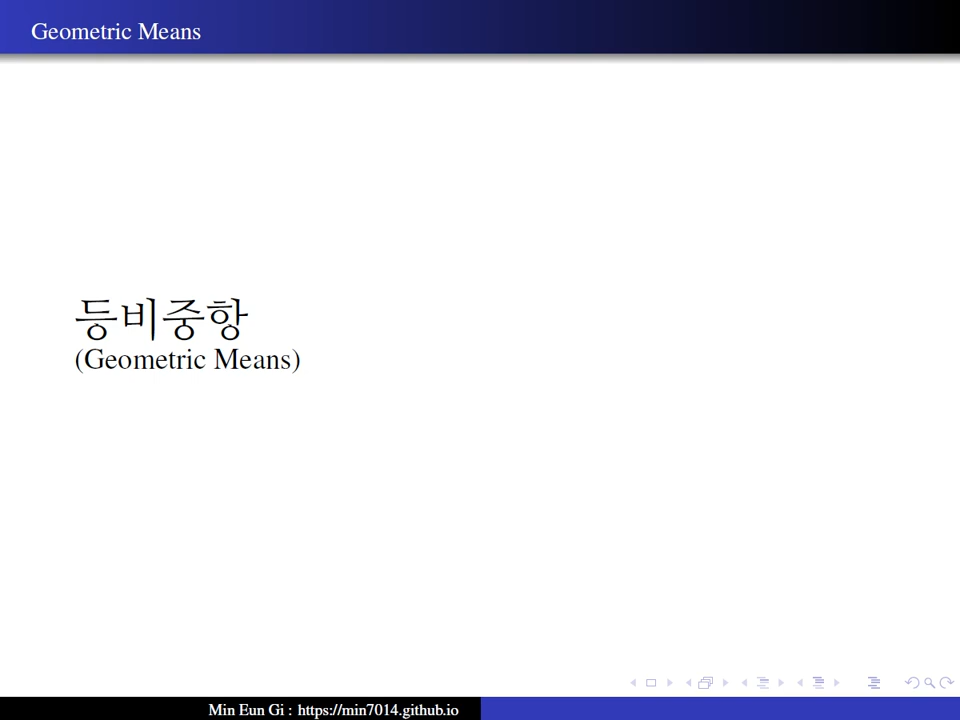 Geometric Means
등비중항
(Geometric Means)
Min Eun Gi : https://min7014.github.io